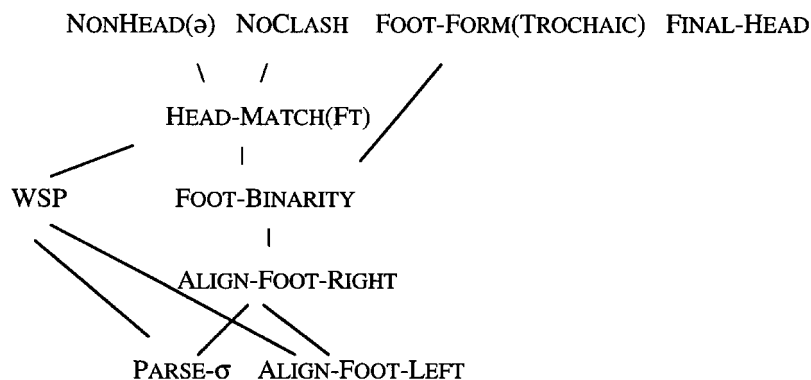 NONHEAD(ə) NOCLASH FOOT-FORM(TROCHAIC) FINAL-HEAD
HEAD-MATCH(FT)
WSP FOOT-BINARITY
ALIGN-FOOT-RIGHT
PARSE-σ ALIGN-FOOT-LEFT